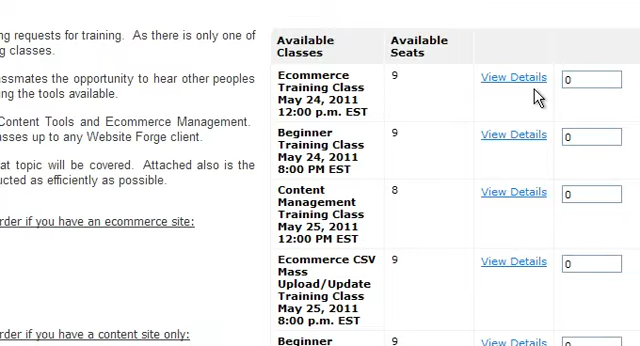 ng requests for training. As there is only one of
g classes.
assmates the opportunity to hear other peoples
ing the tools available.
Content Tools and Ecommerce Management.
asses up to any Website Forge client.
at topic will be covered. Attached also is the
ucted as efficiently as possible.
rder if you have an ecommerce site:
rder if you have a content site only:
Available Classes
Available Seats
Ecommerce
Training Class
May 24, 2011
12:00 p.m. EST
9
View Details
0
Beginner
Training Class
May 24, 2011
8:00 PM EST
9
View Details
0
Content
Management
Training Class
May 25, 2011
12:00 PM EST
8
View Details
0
Ecommerce CSV
Mass
Upload/Update
Training Class
May 25, 2011
8:00 p.m. EST
9
View Details
0
Beginner
9
View Details
0